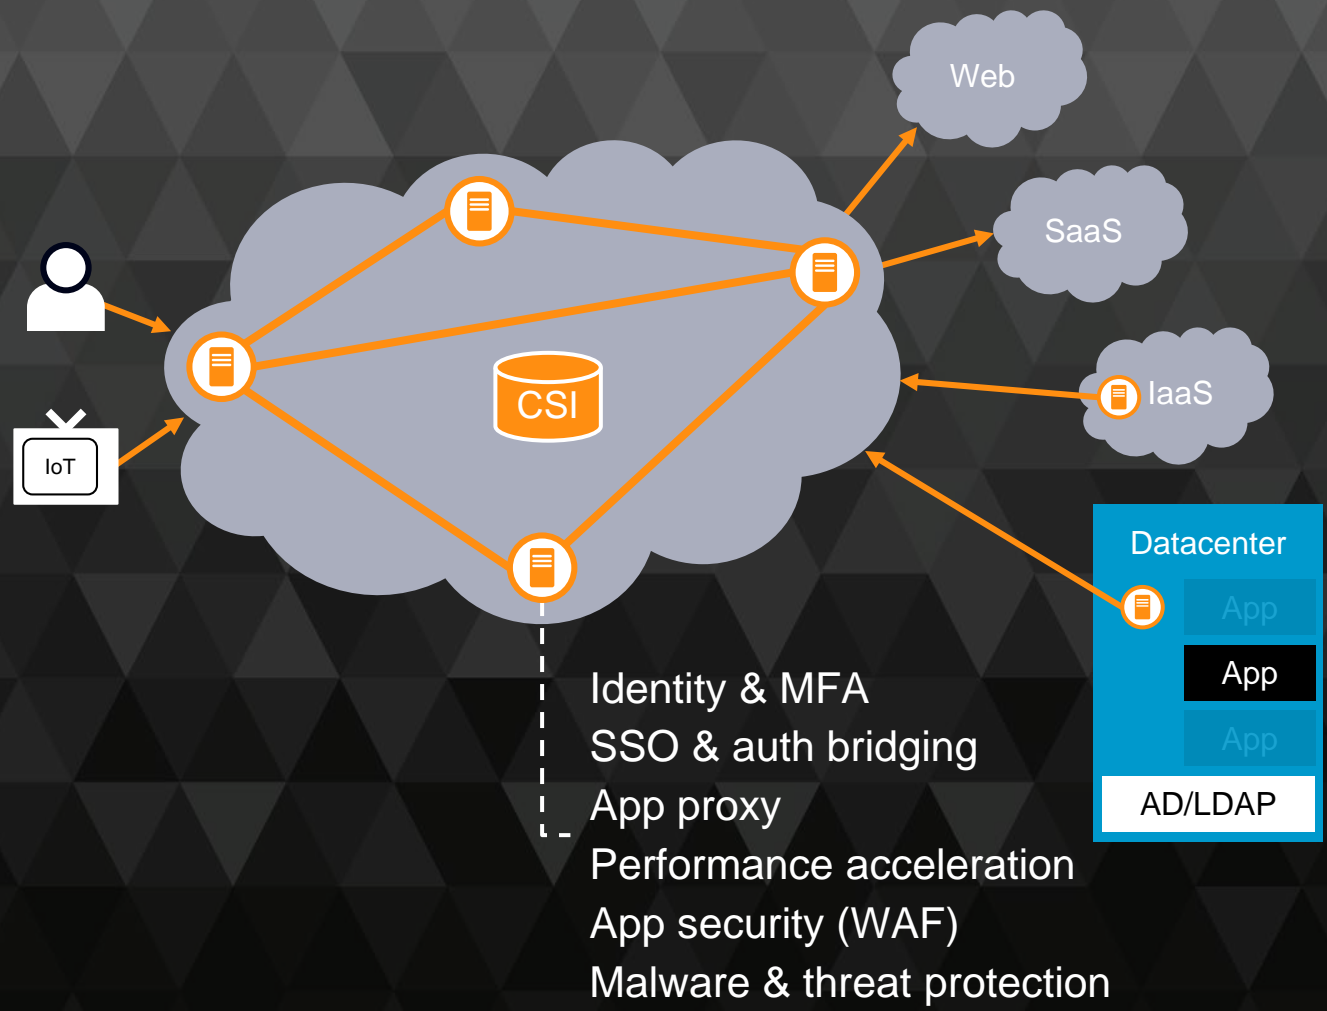 Web
SaaS
IaaS
CSI
IoT
Datacenter
App
App
App
AD/LDAP
Identity & MFA
SSO & auth bridging
App proxy
Performance acceleration
App security (WAF)
Malware & threat protection